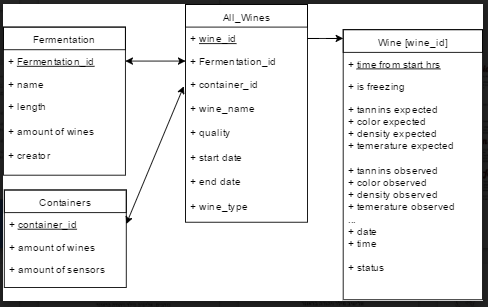 Fermentation
+ Fermentation_id
+ name
+ length
+ amount of wines
+ creator
Containers
+ container_id
+ amount of wines
+ amount of sensors
All_Wines
+ wine_id
+ Fermentation_id
+ container_id
+ wine_name
+ quality
+ start date
+ end date
+ wine_type
Wine [wine_id]
+ time from start hrs
+ is freezing
+ tannins expected
+ color expected
+ density expected
+ temerature expected
+ tannins observed
+ color observed
+ density observed
+ temerature observed
...
+ date
+ time
+ status